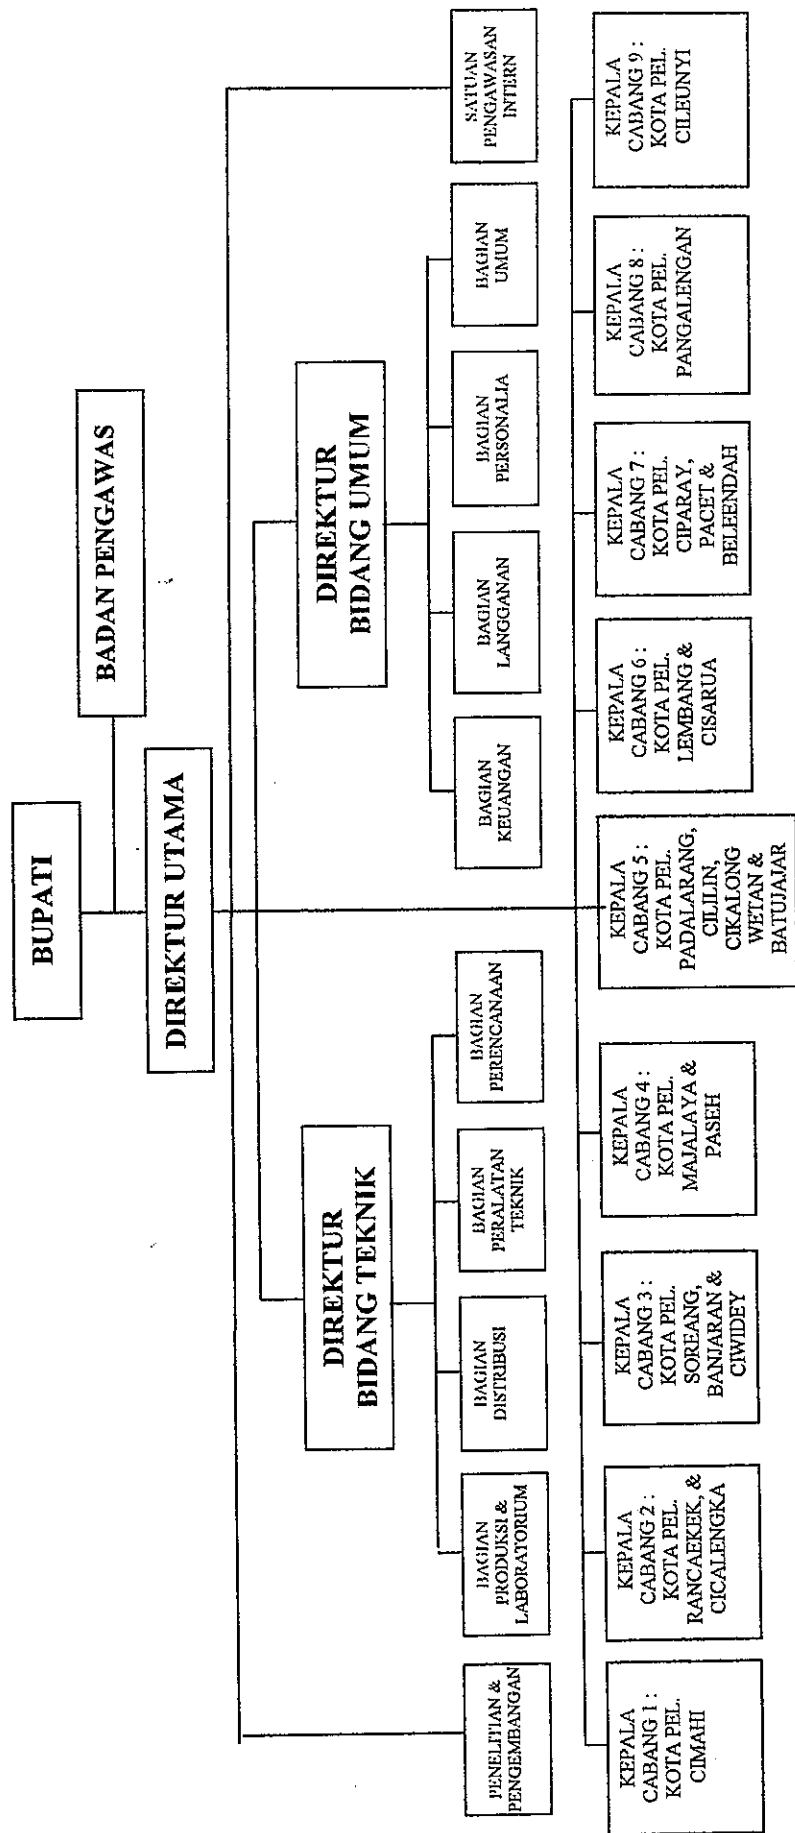 BUPATI
BADAN PENGAWAS
DIREKTUR UTAMA
DIREKTUR
BIDANG TEKNIK
DIREKTUR
BIDANG UMUM
PENELITIAN &
PENGEMBANGAN
BAGIAN
PRODUKSI &
LABORATORIUM
BAGIAN
DISTRIBUSI
BAGIAN
PERALATAN
TEKNIK
BAGIAN
PERENCANAAN
BAGIAN
KEUANGAN
BAGIAN
LANGGANAN
BAGIAN
PERSONALIA
BAGIAN
UMUM
SATUAN
PENGAWASAN
INTERN
KEPALA
CABANG 1 :
KOTA PEL.
CIMAHI
KEPALA
CABANG 2 :
KOTA PEL.
RANCAEKEK, &
CICALENGKA
KEPALA
CABANG 3 :
KOTA PEL.
SOREANG,
BANJARAN &
CIWIDEY
KEPALA
CABANG 4 :
KOTA PEL.
MAJALAYA &
PASEH
KEPALA
CABANG 5 :
KOTA PEL.
PADALARANG,
CILILIN,
CIKALONG
WETAN &
BATUJAJAR
KEPALA
CABANG 6 :
KOTA PEL.
LEMBANG &
CISARUA
KEPALA
CABANG 7 :
KOTA PEL.
CIPARAY,
PACET &
BELEENDAH
KEPALA
CABANG 8 :
KOTA PEL.
PANGALENGAN
KEPALA
CABANG 9 :
KOTA PEL.
CILEUNYI